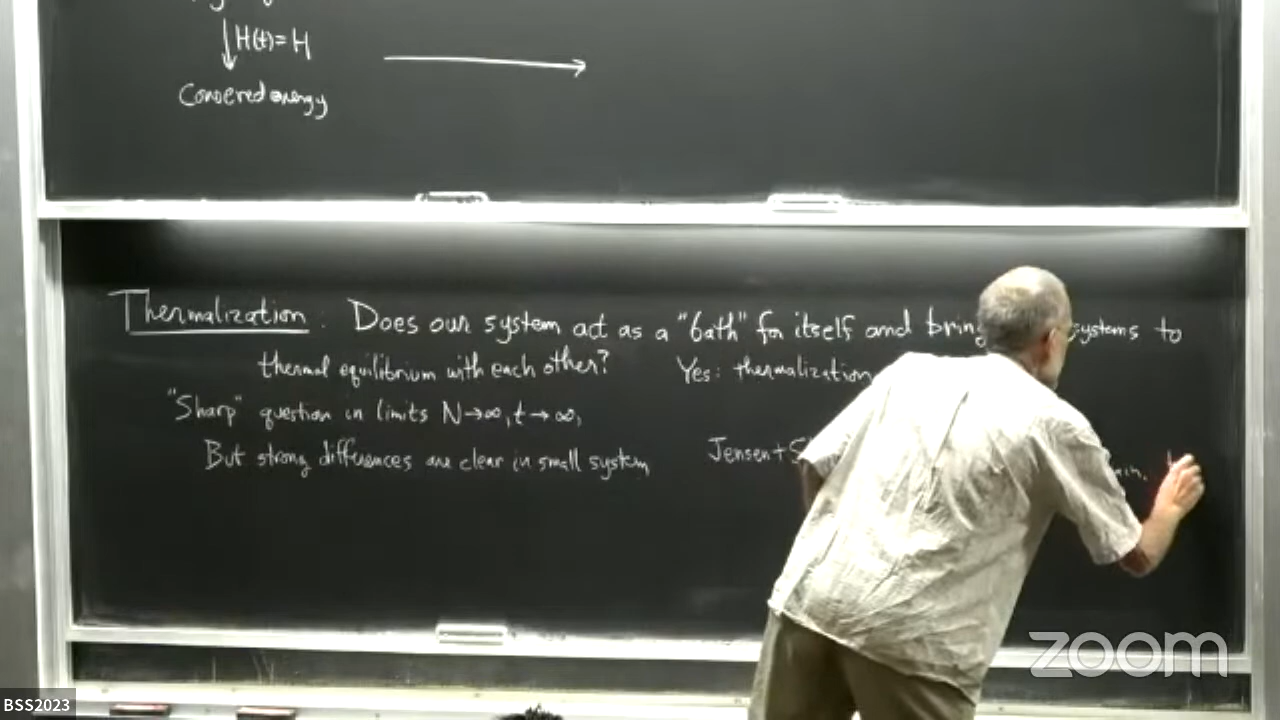 H(t)=H
Conserved energy
Thermalization: Does our system act as a "bath" for itself and bring systems to
thermal equilibrium with each other? Yes: thermalization
"Sharp" question in limits N→∞, t→∞,
But strong differences are clear in small system Jensen+
zoom
BSS2023